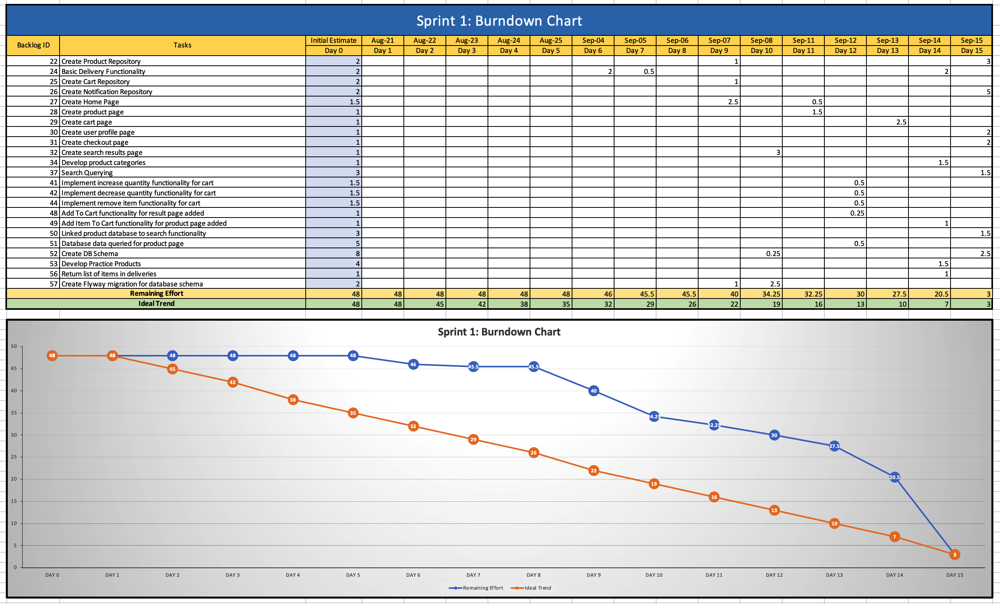 Sprint 1: Burndown Chart
Backlog ID Tasks Initial Estimate Aug-21 Aug-22 Aug-23 Aug-24 Aug-25 Sep-04 Sep-05 Sep-06 Sep-07 Sep-08 Sep-11 Sep-12 Sep-13 Sep-14 Sep-15
Day 0 Day 1 Day 2 Day 3 Day 4 Day 5 Day 6 Day 7 Day 8 Day 9 Day 10 Day 11 Day 12 Day 13 Day 14 Day 15
22 Create Product Repository 2 1 3
24 Basic Delivery Functionality 2 2 0.5 2
25 Create Cart Repository 2 1
26 Create Notification Repository 2 5
27 Create Home Page 1.5 2.5 0.5
28 Create product page 1 1.5
29 Create cart page 1 2.5
30 Create user profile page 1 2
31 Create checkout page 1 2
32 Create search results page 1 3
34 Develop product categories 1 1.5
37 Search Querying 3 1.5
41 Implement increase quantity functionality for cart 1.5 0.5
42 Implement decrease quantity functionality for cart 1.5 0.5
44 Implement remove item functionality for cart 1.5 0.5
48 Add To Cart functionality for result page added 1 0.25
49 Add Item To Cart functionality for product page added 1 1
50 Linked product database to search functionality 3 1.5
51 Database data queried for product page 5 0.5
52 Create DB Schema 8 0.25 2.5
53 Develop Practice Products 4 1.5
56 Return list of items in deliveries 1 1
57 Create Flyway migration for database schema 2 1 2.5
Remaining Effort 48 48 48 48 48 48 46 45.5 45.5 40 34.25 32.25 30 27.5 20.5 3
Ideal Trend 48 48 45 42 38 35 32 29 26 22 19 16 13 10 7 3
Sprint 1: Burndown Chart
50
48 48 48 48 48 48 46 45.5 45.5
45
45
42
40
40
38
35
35
4.25
32
2.25
30
30
29
27.5
26
25
22
20.5
20
19
16
15
13
10
10
7
5
3
0
DAY 0 DAY 1 DAY 2 DAY 3 DAY 4 DAY 5 DAY 6 DAY 7 DAY 8 DAY 9 DAY 10 DAY 11 DAY 12 DAY 13 DAY 14 DAY 15
Remaining Effort Ideal Trend